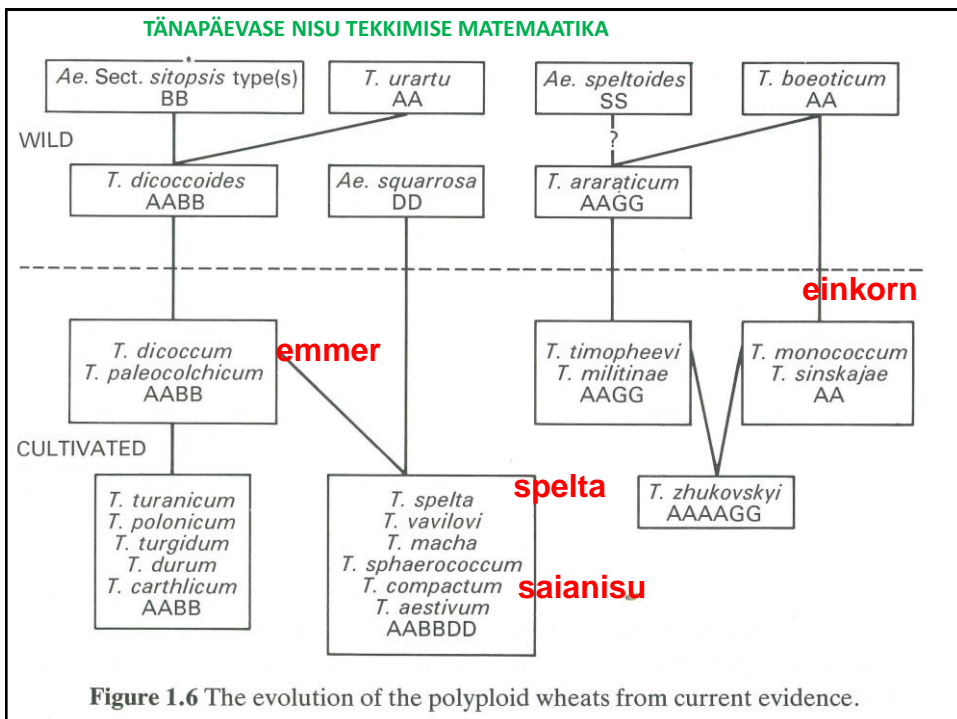 TÄNAPÄEVASE NISU TEKKIMISE MATEMAATIKA
Ae. Sect. sitopsis type(s)
BB
T. urartu
AA
Ae. speltoides
SS
T. boeoticum
AA
WILD
?
T. dicoccoides
AABB
Ae. squarrosa
DD
T. araraticum
AAGG
einkorn
T. dicoccum
T. paleocolchicum
AABB
emmer
T. timopheevi
T. militinae
AAGG
T. monococcum
T. sinskajae
AA
CULTIVATED
T. turanicum
T. polonicum
T. turgidum
T. durum
T. carthlicum
AABB
T. spelta
T. vavilovi
T. macha
T. sphaerococcum
T. compactum
T. aestivum
AABBDD
spelta
saianisu
T. zhukovskyi
AAAAGG
Figure 1.6 The evolution of the polyploid wheats from current evidence.